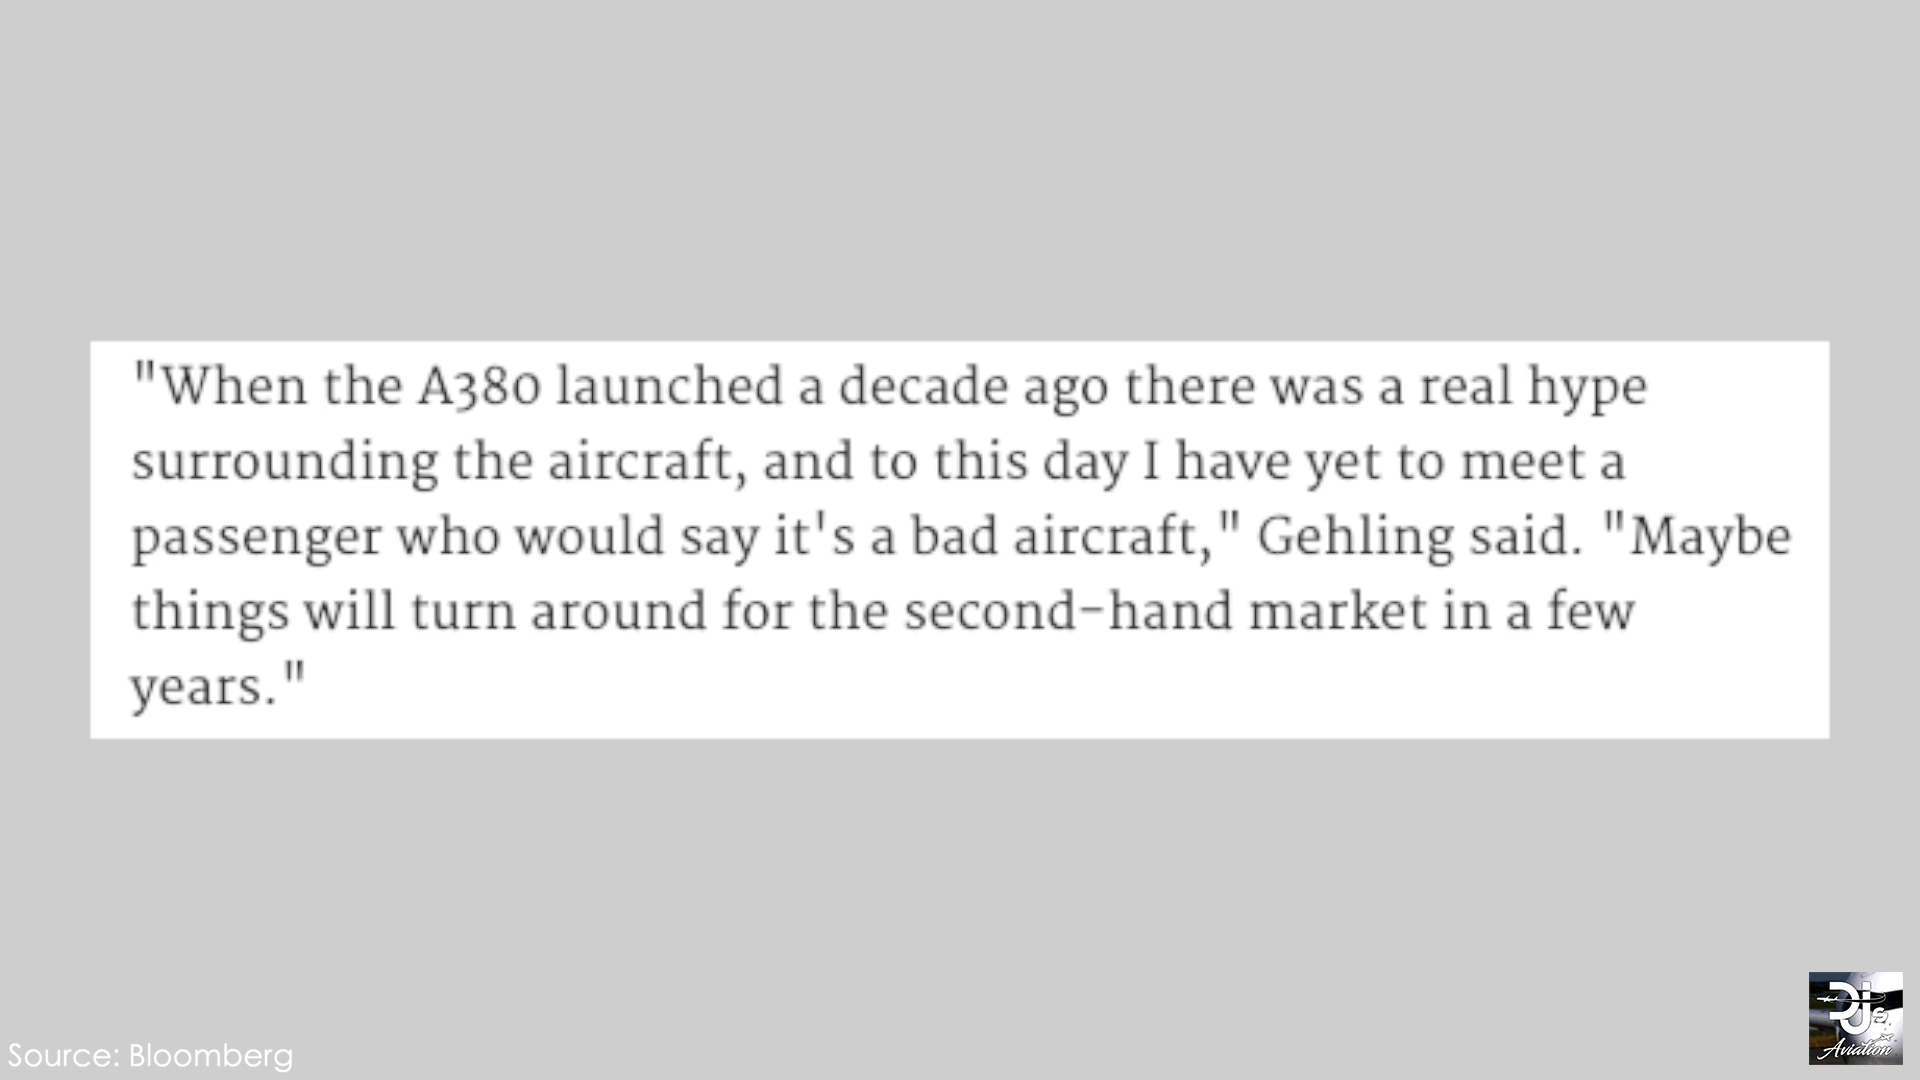 "When the A380 launched a decade ago there was a real hype
surrounding the aircraft, and to this day I have yet to meet a
passenger who would say it's a bad aircraft," Gehling said. "Maybe
things will turn around for the second-hand market in a few
years."
DJs
Aviation
Source: Bloomberg